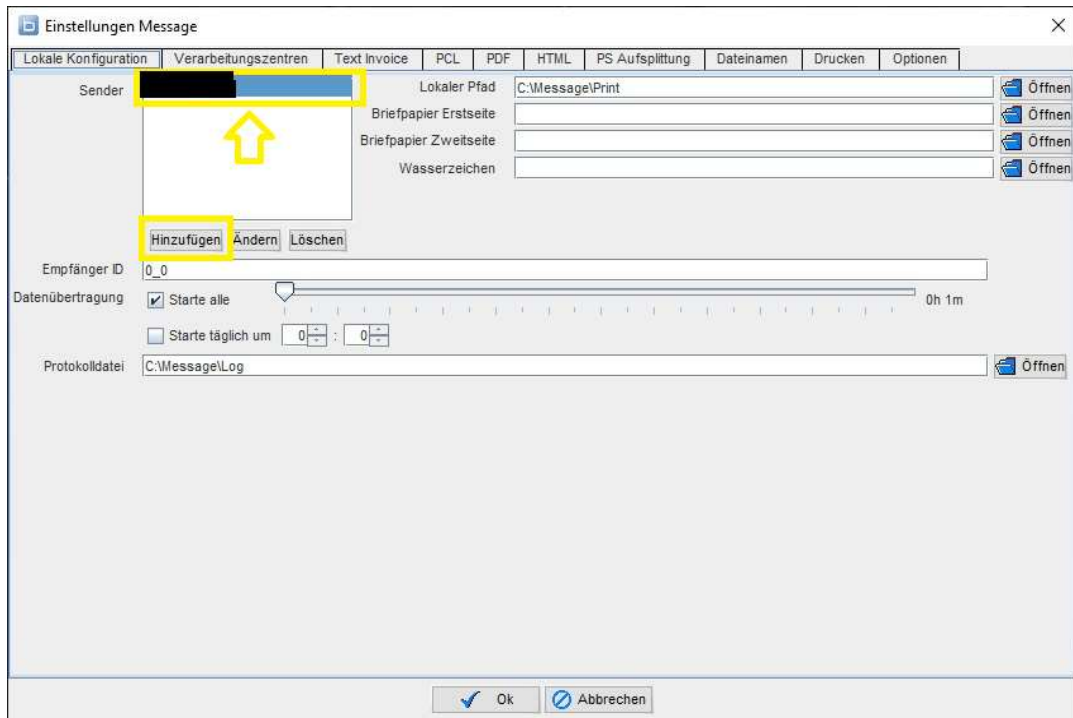 Einstellungen Message
Lokale Konfiguration Verarbeitungszentren Text Invoice PCL PDF HTML PS Aufsplittung Dateinamen Drucken Optionen
Sender Lokaler Pfad C:\Message\Print Öffnen
Briefpapier Erstseite Öffnen
Briefpapier Zweitseite Öffnen
Wasserzeichen Öffnen
Hinzufügen Ändern Löschen
Empfänger ID 0_0
Datenübertragung Starte alle 0h 1m
Starte täglich um 0 : 0
Protokolldatei C:\Message\Log Öffnen
Ok Abbrechen